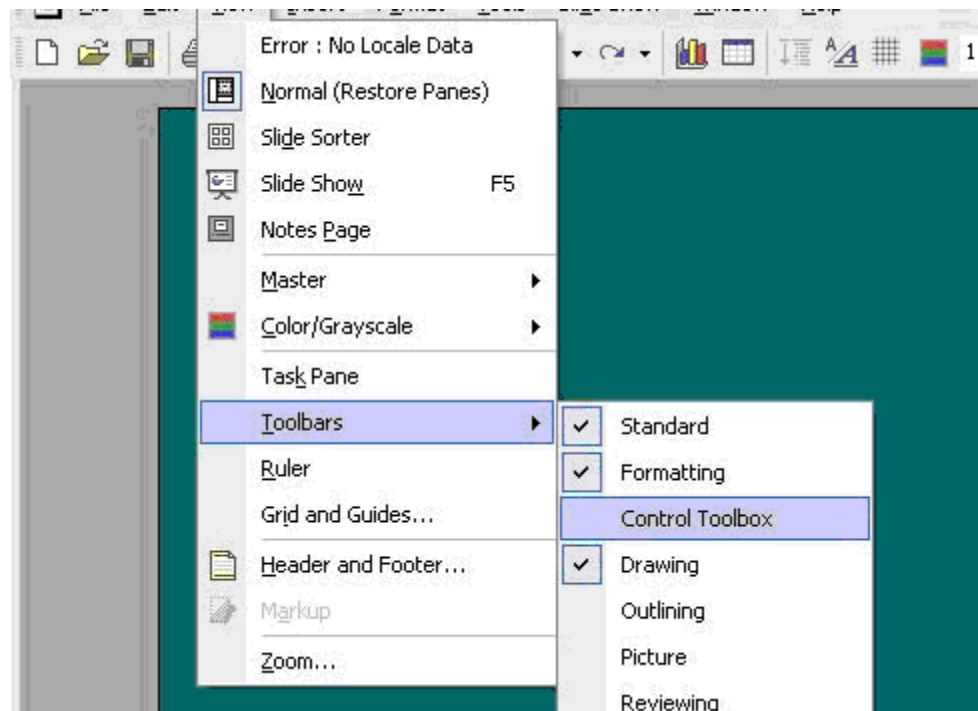 Error : No Locale Data
Normal (Restore Panes)
Slide Sorter
Slide Show F5
Notes Page
Master
Color/Grayscale
Task Pane
Toolbars
Ruler
Grid and Guides...
Header and Footer...
Markup
Zoom...
Standard
Formatting
Control Toolbox
Drawing
Outlining
Picture
Reviewing